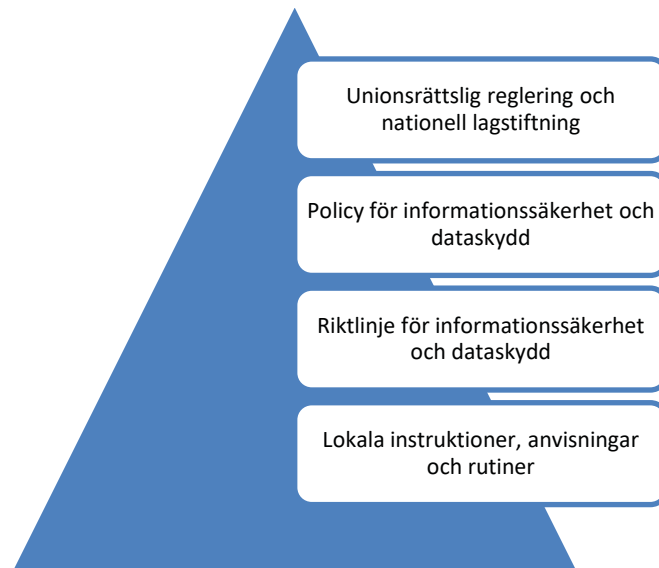 Unionsrättslig reglering och
nationell lagstiftning
Policy för informationssäkerhet och
dataskydd
Riktlinje för informationssäkerhet
och dataskydd
Lokala instruktioner, anvisningar
och rutiner